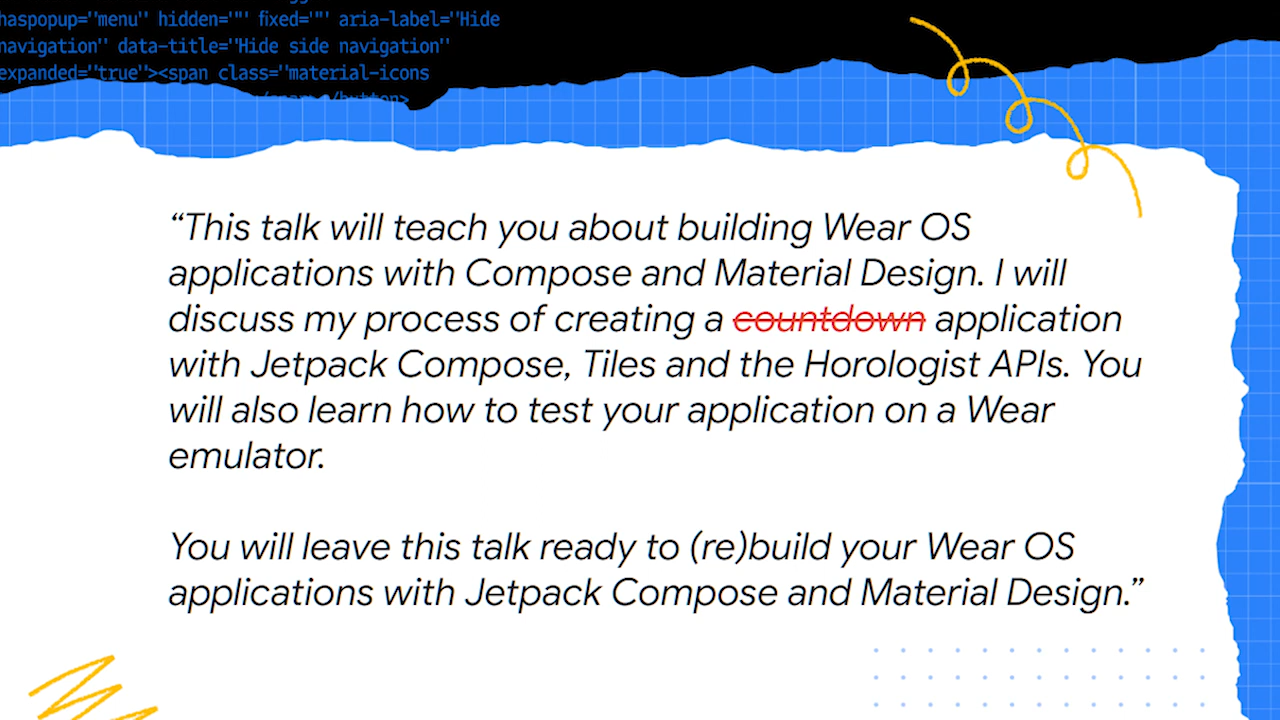 haspopup="menu" hidden="" fixed="" aria-label="Hide
navigation" data-title="Hide side navigation"
expanded="true"><span class="material-icons
</button>
“This talk will teach you about building Wear OS
applications with Compose and Material Design. I will
discuss my process of creating a countdown application
with Jetpack Compose, Tiles and the Horologist APIs. You
will also learn how to test your application on a Wear
emulator.
You will leave this talk ready to (re)build your Wear OS
applications with Jetpack Compose and Material Design.”